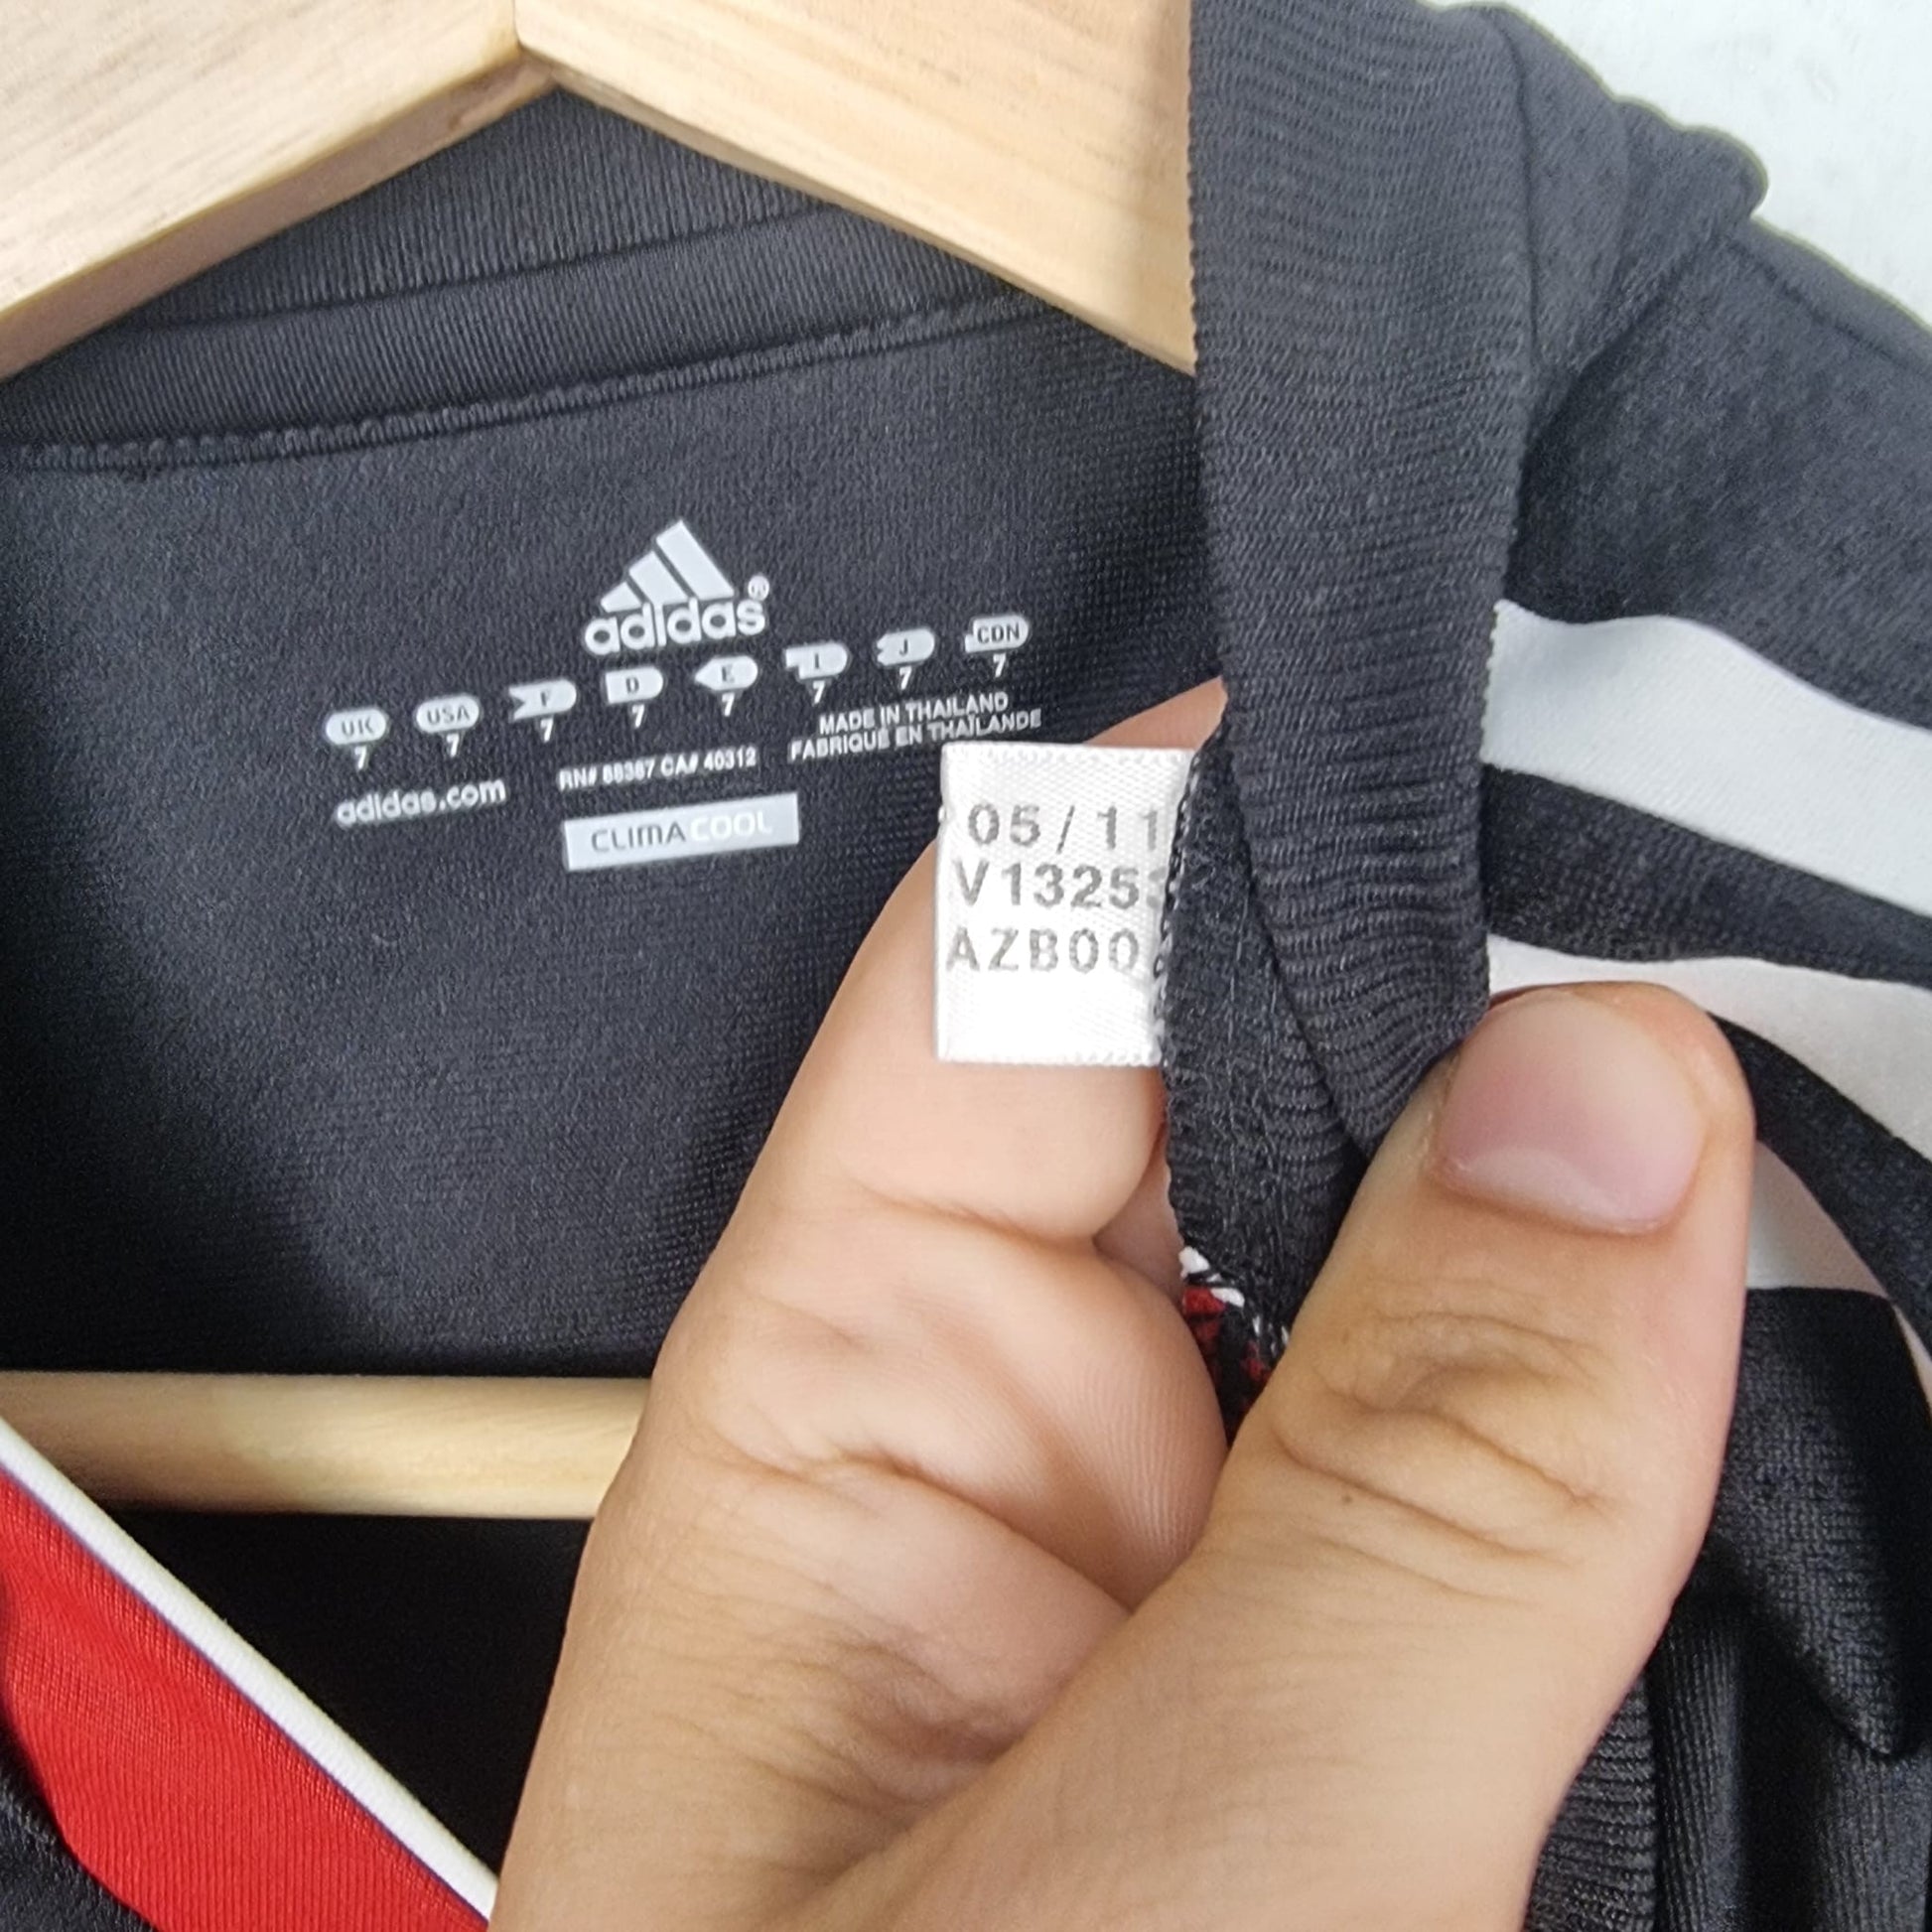 adidas®
UK USA F D E I J CDN
7 7 7 7 7 7 7 7
adidas.com
RN# 88387 CA# 40312
MADE IN THAILAND
FABRIQUÉ EN THAÏLANDE
CLIMACOOL
05/11
V1325
AZB00